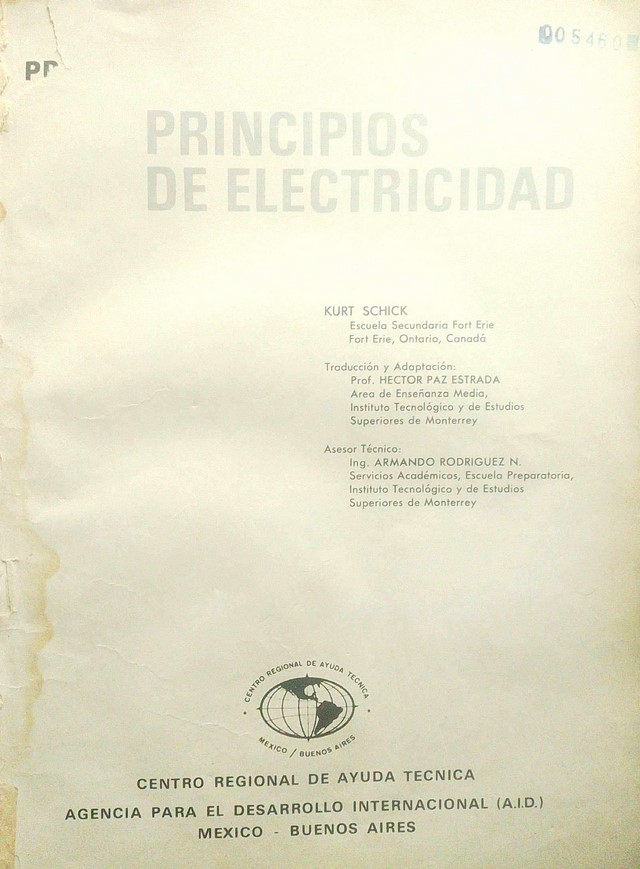 005460
PR
PRINCIPIOS
DE ELECTRICIDAD
KURT SCHICK
Escuela Secundaria Fort Erie
Fort Erie, Ontario, Canadá
Traducción y Adaptación:
Prof. HECTOR PAZ ESTRADA
Area de Enseñanza Media,
Instituto Tecnológico y de Estudios
Superiores de Monterrey
Asesor Técnico:
Ing. ARMANDO RODRIGUEZ N.
Servicios Académicos, Escuela Preparatoria,
Instituto Tecnológico y de Estudios
Superiores de Monterrey
CENTRO REGIONAL DE AYUDA TECNICA
MEXICO / BUENOS AIRES
CENTRO REGIONAL DE AYUDA TECNICA
AGENCIA PARA EL DESARROLLO INTERNACIONAL (A.I.D.)
MEXICO - BUENOS AIRES